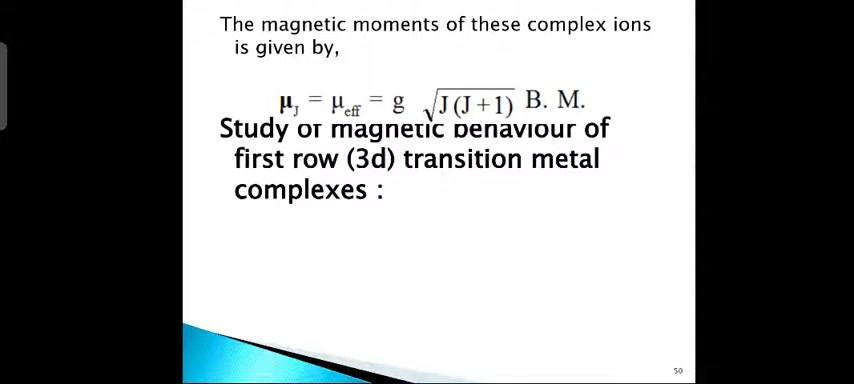 The magnetic moments of these complex ions
is given by,
μJ = μeff = g √J(J+1) B. M.
Study of magnetic behaviour of
first row (3d) transition metal
complexes :
50